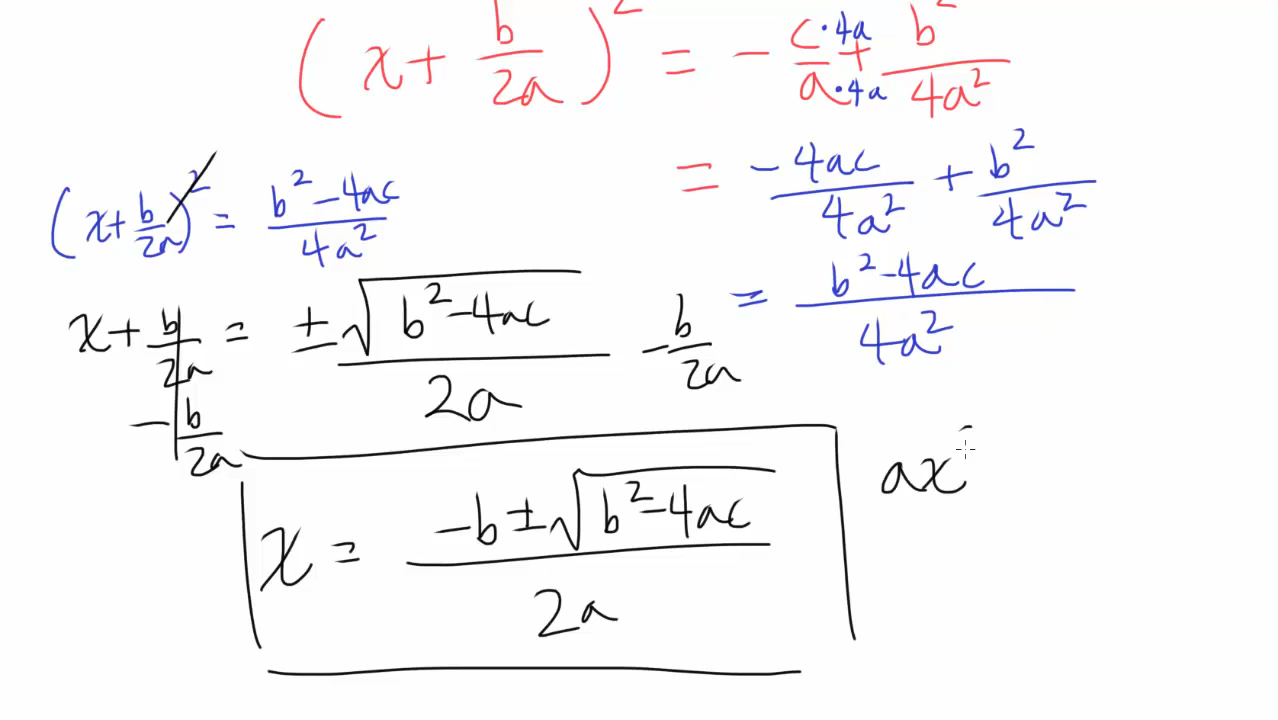 (x + b/2a)² = - c·4a/a·4a + b²/4a²
= -4ac/4a² + b²/4a²
(x + b/2a)² = b² - 4ac/4a²
= b² - 4ac/4a²
x + b/2a = ± √b² - 4ac/2a - b/2a
- b/2a
x = -b ± √b² - 4ac/2a
ax